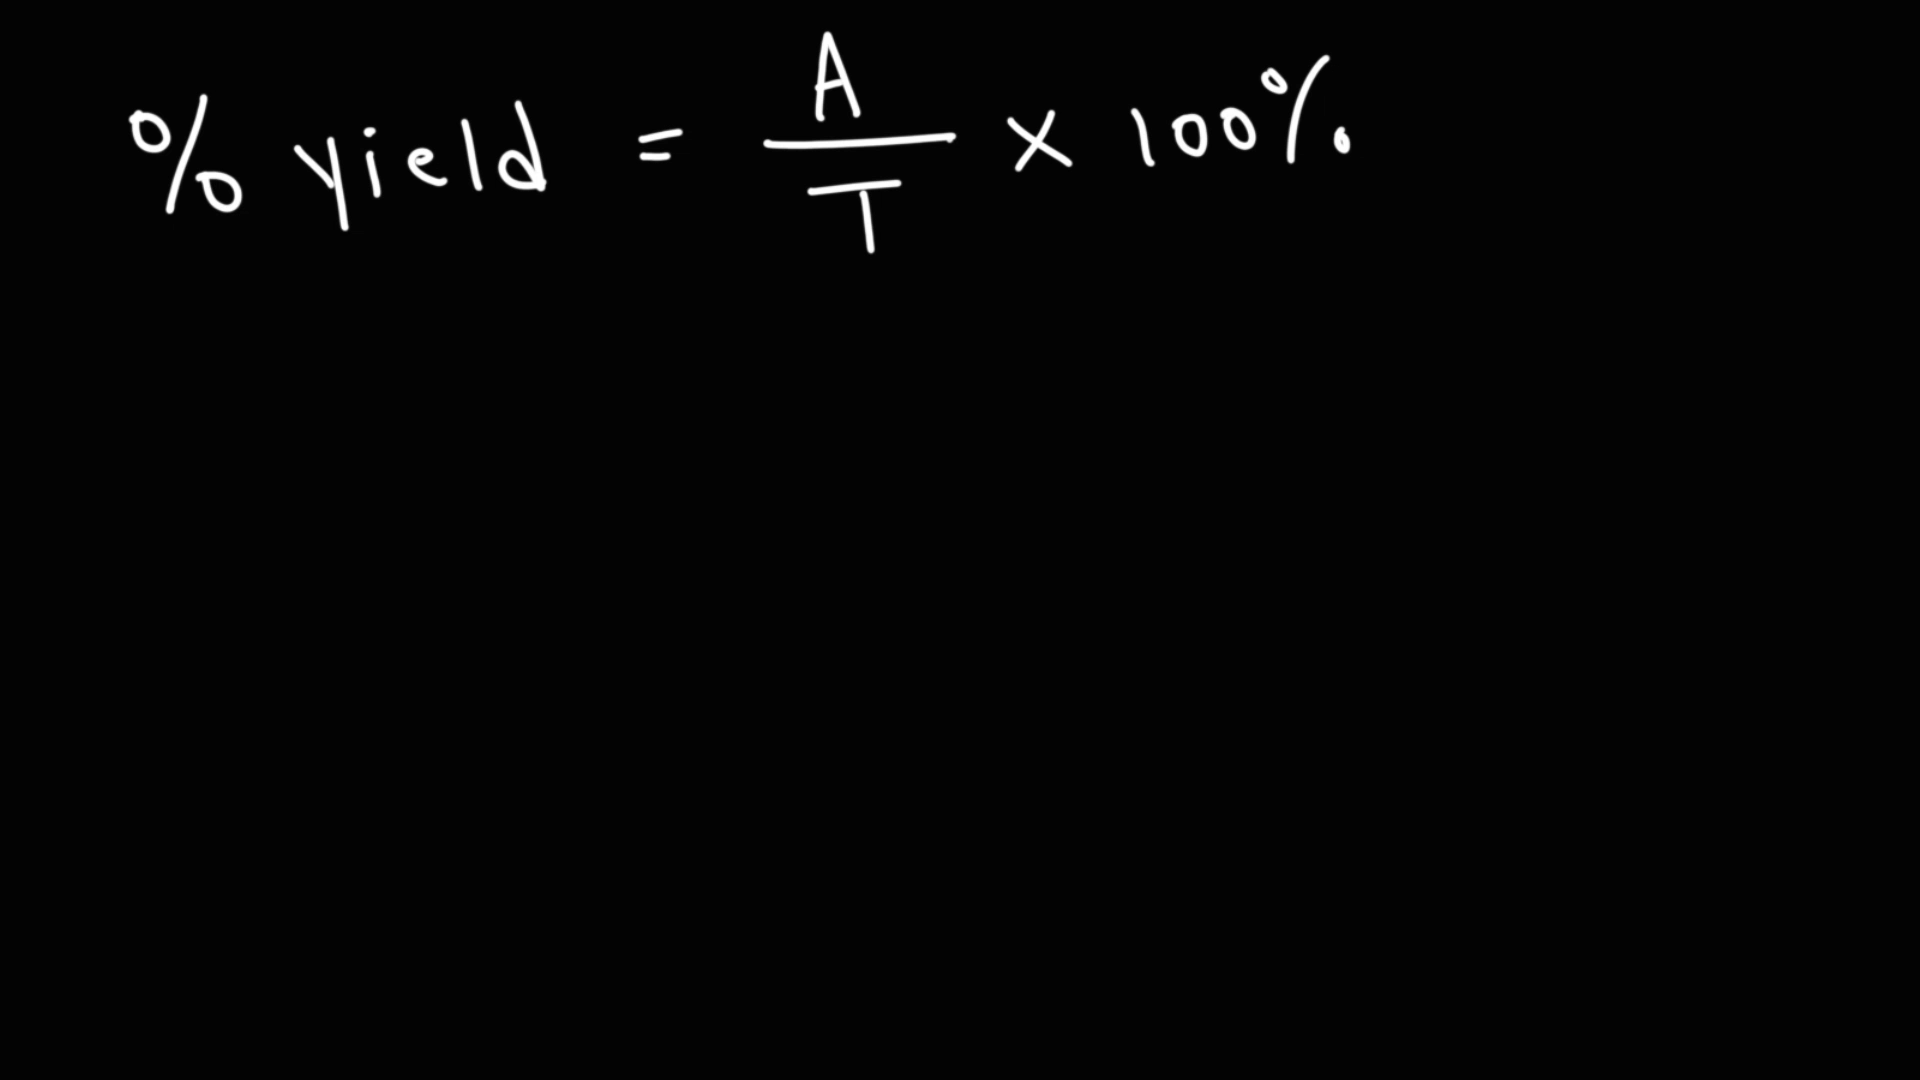 % yield = A/T × 100%